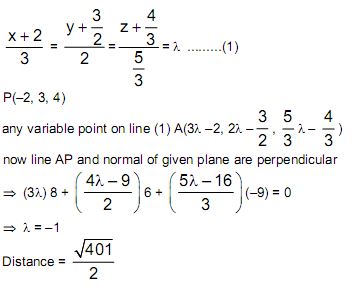 (x + 2)/3 = (y + 3/2)/2 = (z + 4/3)/(5/3) = λ .........(1)
P(–2, 3, 4)
any variable point on line (1) A(3λ –2, 2λ – 3/2 , 5/3 λ – 4/3 )
now line AP and normal of given plane are perpendicular
⇒ (3λ) 8 + ((4λ – 9)/2) 6 + ((5λ – 16)/3) (–9) = 0
⇒ λ = –1
Distance = √401/2